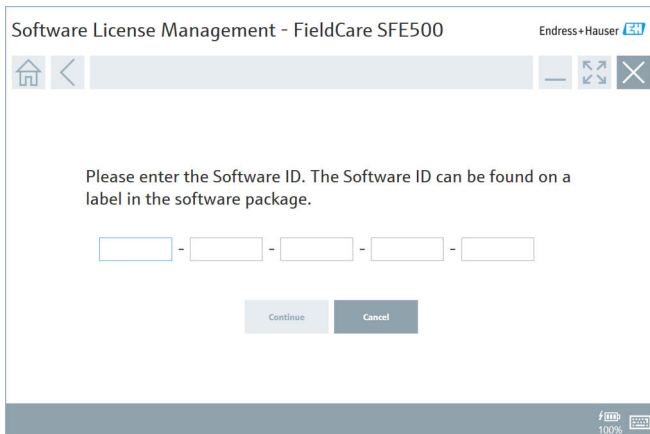 Software License Management - FieldCare SFE500
Endress+Hauser EH
Please enter the Software ID. The Software ID can be found on a
label in the software package.
- - - -
Continue
Cancel
100%